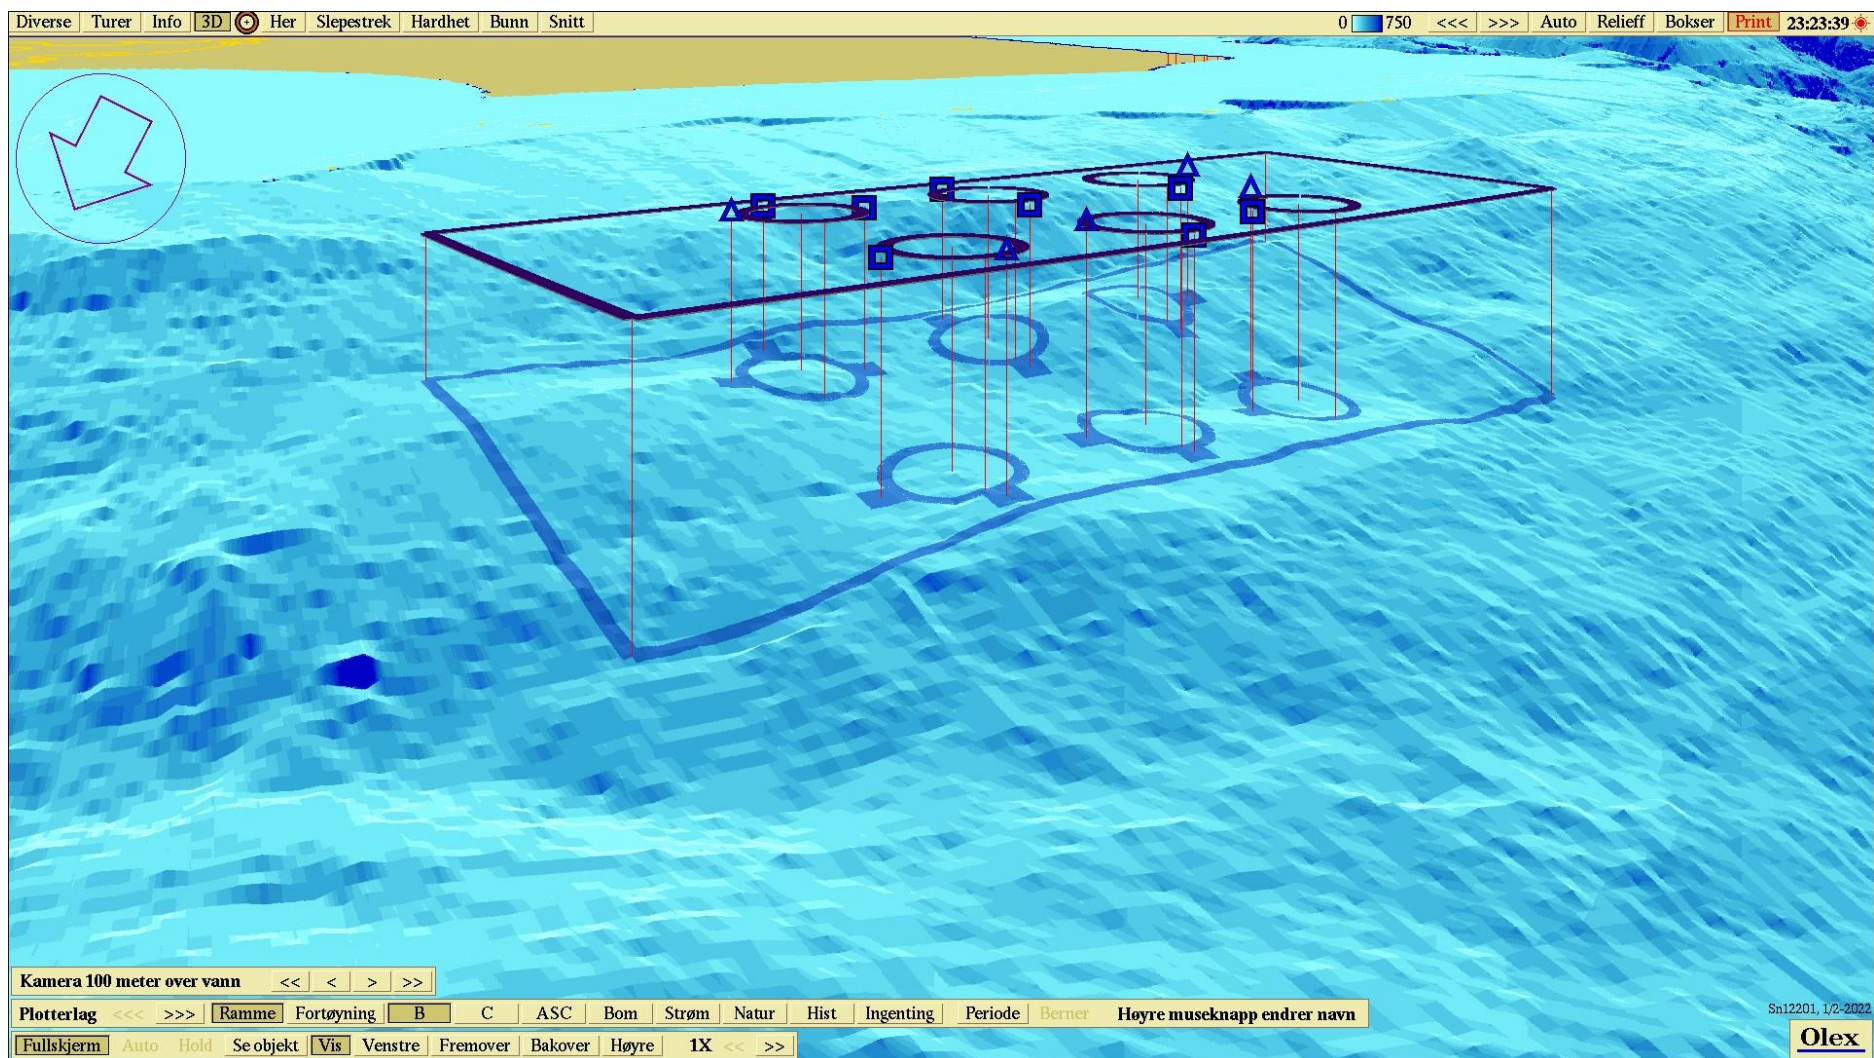 Diverse Turer Info 3D Her Slepestrek Hardhet Bunn Snitt 0 750 <<< >>> Auto Relieff Bokser Print 23:23:39
Kamera 100 meter over vann << < > >>
Plotterlag <<< >>> Ramme Fortøyning B C ASC Bom Strøm Natur Hist Ingenting Periode Berner Høyre museknapp endrer navn
Sn12201, 1/2-2022
Fullskjerm Auto Hold Se objekt Vis Venstre Fremover Bakover Høyre 1X << >>
Olex